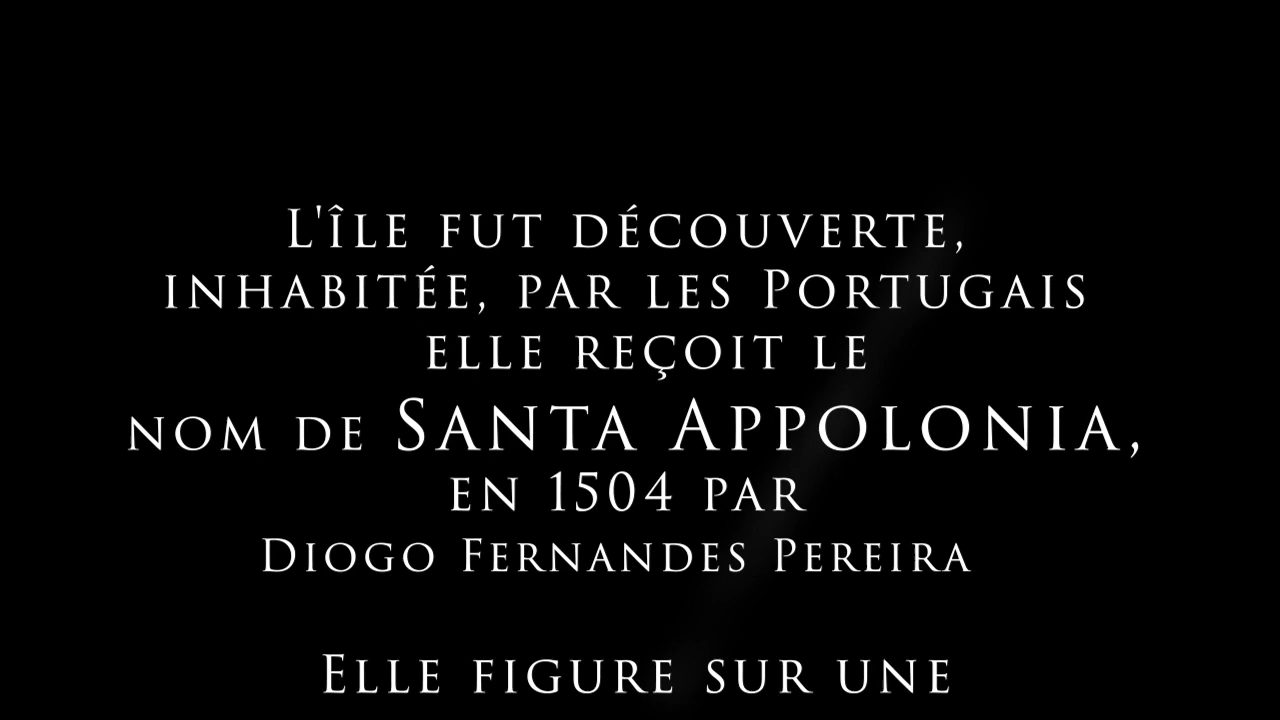 L'île fut découverte,
inhabitée, par les Portugais
elle reçoit le
nom de Santa Appolonia,
en 1504 par
Diogo Fernandes Pereira
Elle figure sur une